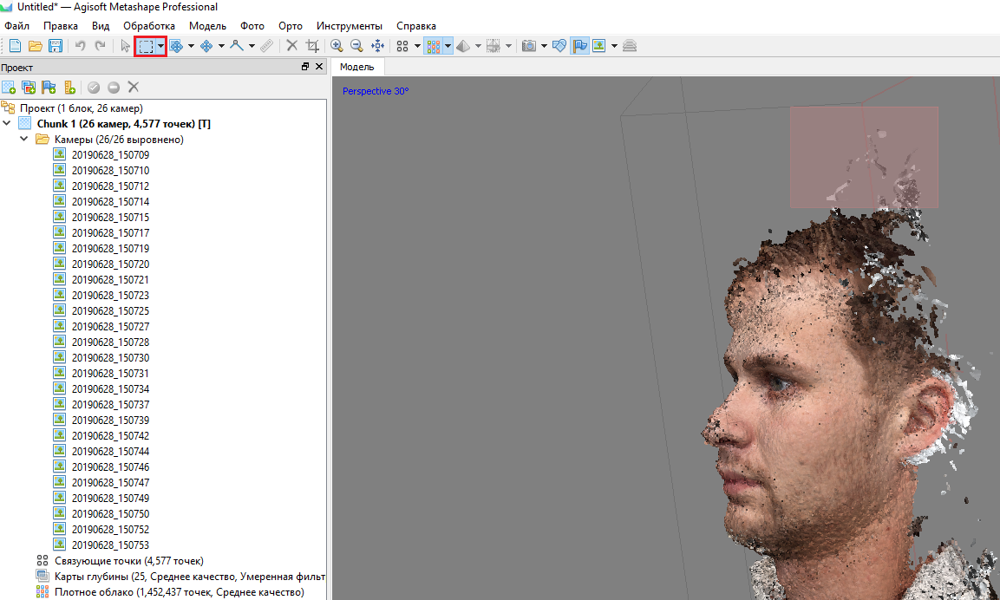 Untitled* — Agisoft Metashape Professional
Файл Правка Вид Обработка Модель Фото Орто Инструменты Справка
Проект
Модель
Perspective 30°
Проект (1 блок, 26 камер)
Chunk 1 (26 камер, 4,577 точек) [T]
Камеры (26/26 выровнено)
20190628_150709
20190628_150710
20190628_150712
20190628_150714
20190628_150715
20190628_150717
20190628_150719
20190628_150720
20190628_150721
20190628_150723
20190628_150725
20190628_150727
20190628_150728
20190628_150730
20190628_150731
20190628_150734
20190628_150737
20190628_150739
20190628_150742
20190628_150744
20190628_150746
20190628_150747
20190628_150749
20190628_150750
20190628_150752
20190628_150753
Связующие точки (4,577 точек)
Карты глубины (25, Среднее качество, Умеренная фильт
Плотное облако (1,452,437 точек, Среднее качество)